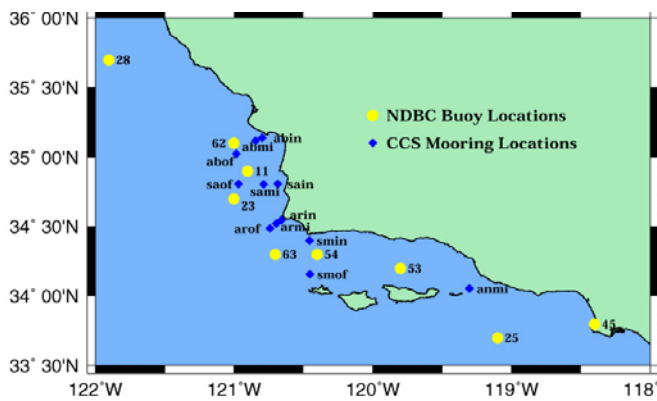 36° 00'N
28
35° 30'N
NDBC Buoy Locations
CCS Mooring Locations
62
abin
abmi
35° 00'N
abof
11
saof
sami
sain
23
34° 30'N
arin
armi
arof
smin
63
54
53
smof
anmi
34° 00'N
45
25
33° 30'N
122°W
121°W
120°W
119°W
118°W